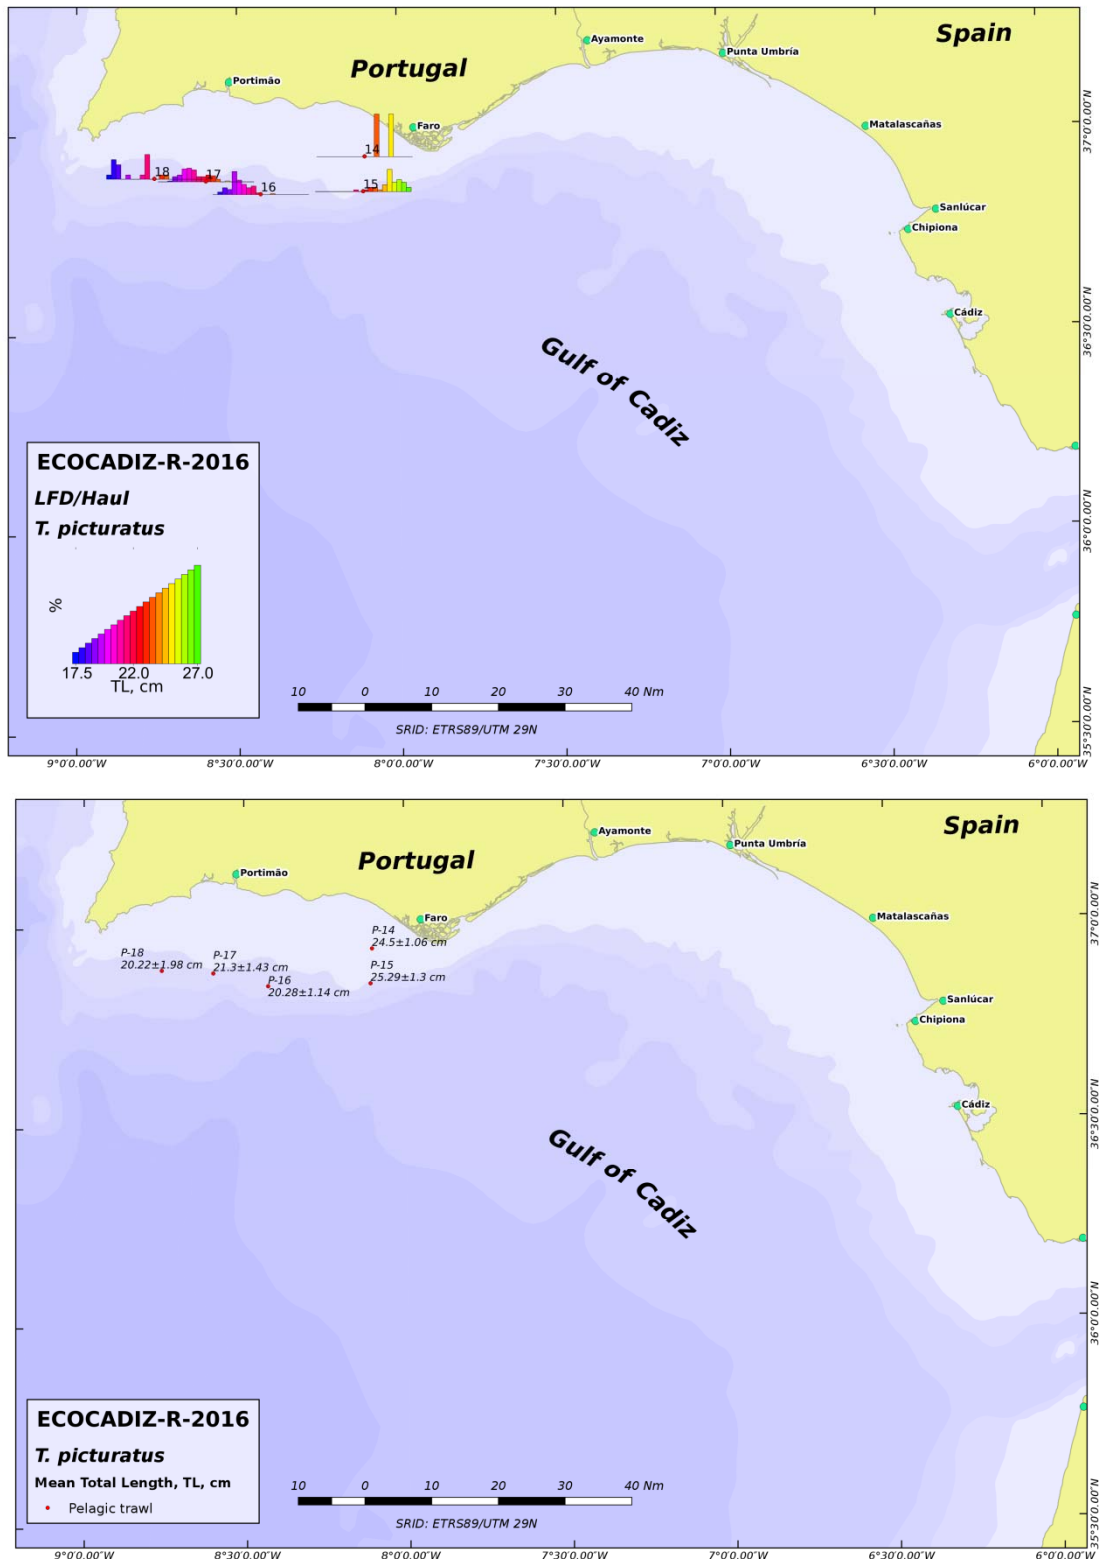 Spain
Ayamonte
Punta Umbría
Portugal
Portimão
Faro
Matalascañas
37°0'0.00"N
14
18
17
16
15
Sanlúcar
Chipiona
Cádiz
36°30'0.00"N
Gulf of Cadiz
ECOCADIZ-R-2016
LFD/Haul
T. picturatus
%
17.5 22.0 27.0
TL, cm
36°0'0.00"N
10 0 10 20 30 40 Nm
SRID: ETRS89/UTM 29N
35°30'0.00"N
9°0'0.00"W 8°30'0.00"W 8°0'0.00"W 7°30'0.00"W 7°0'0.00"W 6°30'0.00"W 6°0'0.00"W
Spain
Ayamonte
Punta Umbría
Portugal
Portimão
Faro
Matalascañas
37°0'0.00"N
P-14
24.5±1.06 cm
P-18
20.22±1.98 cm
P-17
21.3±1.43 cm
P-15
25.29±1.3 cm
P-16
20.28±1.14 cm
Sanlúcar
Chipiona
Cádiz
36°30'0.00"N
Gulf of Cadiz
36°0'0.00"N
ECOCADIZ-R-2016
T. picturatus
Mean Total Length, TL, cm
Pelagic trawl
10 0 10 20 30 40 Nm
SRID: ETRS89/UTM 29N
35°30'0.00"N
9°0'0.00"W 8°30'0.00"W 8°0'0.00"W 7°30'0.00"W 7°0'0.00"W 6°30'0.00"W 6°0'0.00"W